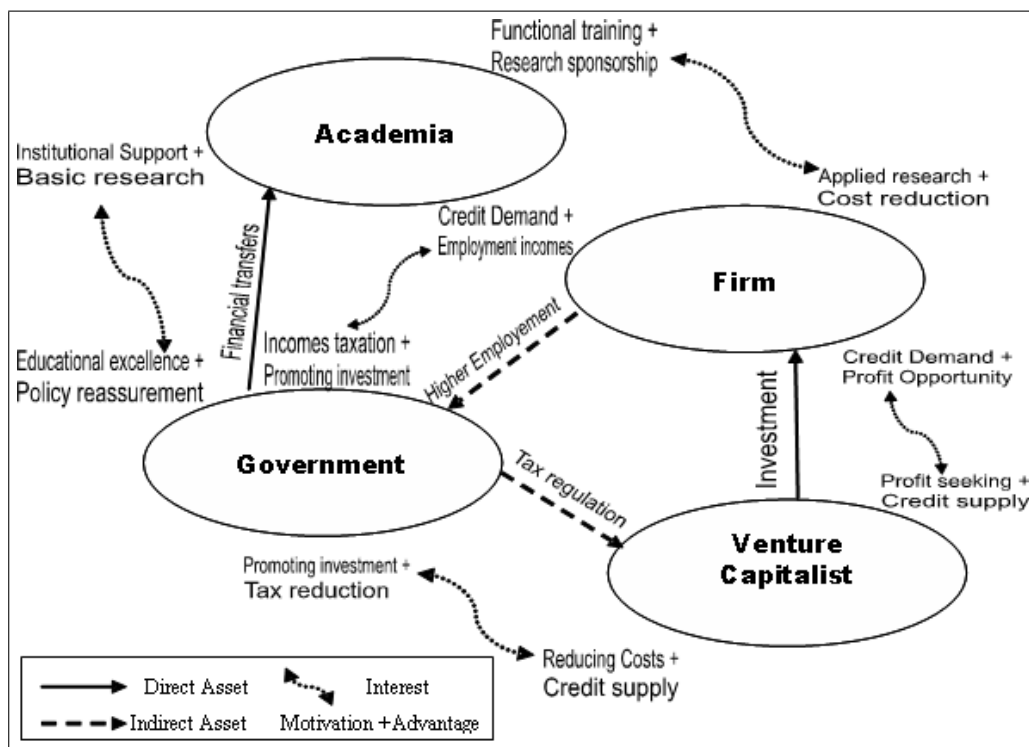 Functional training +
Research sponsorship
Academia
Institutional Support +
Basic research
Applied research +
Cost reduction
Credit Demand +
Employment incomes
Financial transfers
Firm
Higher Employement
Incomes taxation +
Promoting investment
Educational excellence +
Policy reassurement
Credit Demand +
Profit Opportunity
Investment
Government
Tax regulation
Profit seeking +
Credit supply
Venture
Capitalist
Promoting investment +
Tax reduction
Reducing Costs +
Credit supply
Direct Asset
Interest
Indirect Asset
Motivation +Advantage